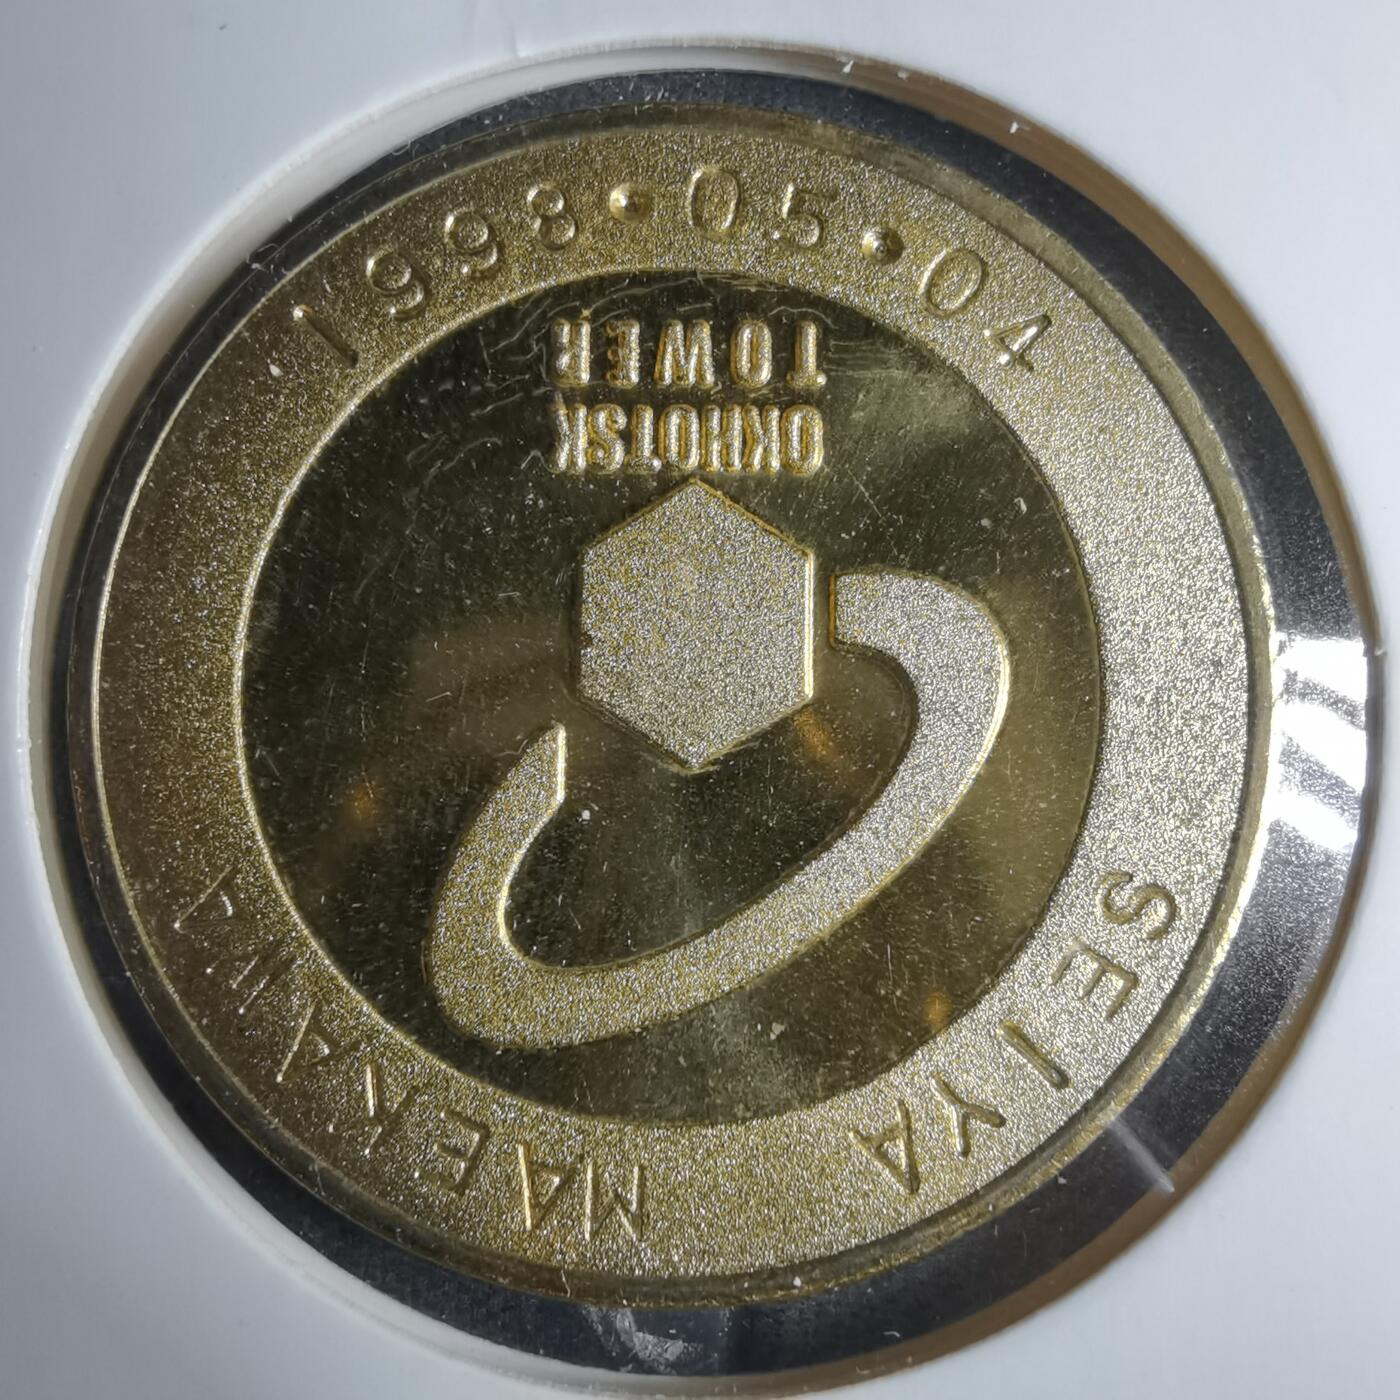 OKHOTSK
TOWER
SEIYA MAEKAWA
1998・05・04